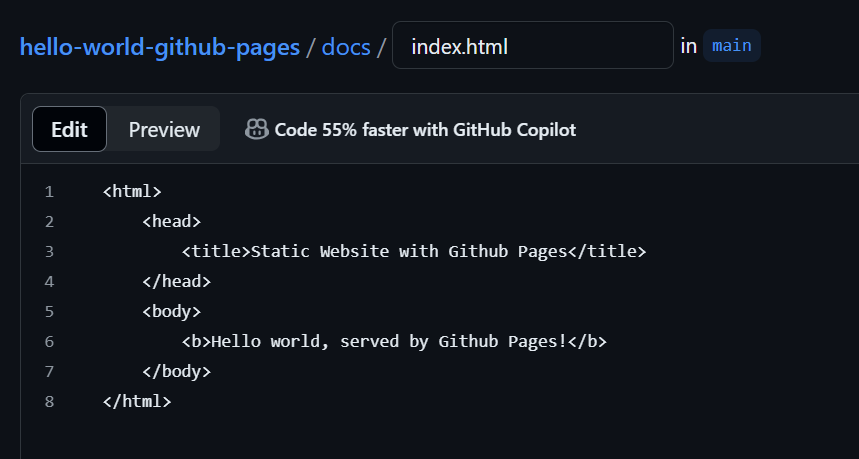 hello-world-github-pages / docs / index.html in main
Edit Preview Code 55% faster with GitHub Copilot
1 <html>
2     <head>
3         <title>Static Website with Github Pages</title>
4     </head>
5     <body>
6         <b>Hello world, served by Github Pages!</b>
7     </body>
8 </html>